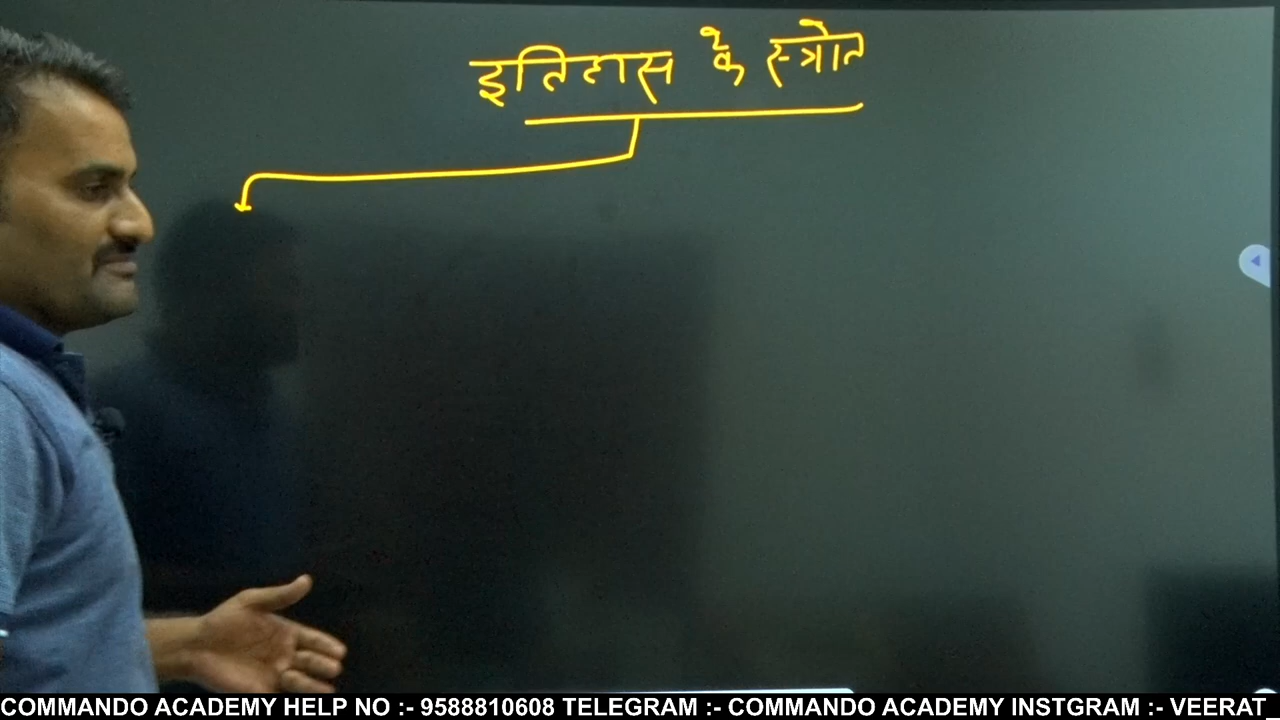 इतिहास के स्त्रोत
COMMANDO ACADEMY HELP NO :- 9588810608 TELEGRAM :- COMMANDO ACADEMY INSTGRAM :- VEERAT